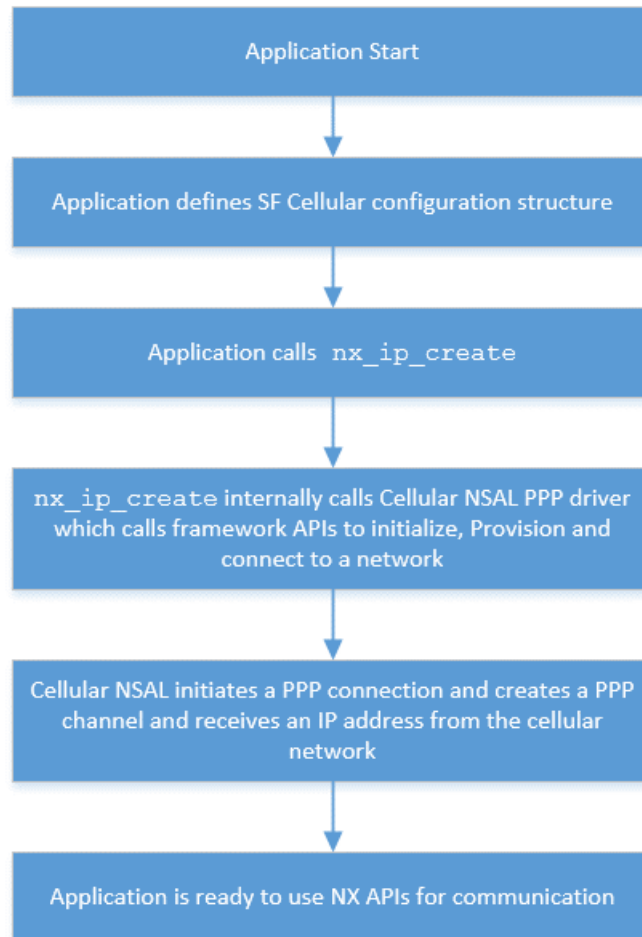 Application Start
Application defines SF Cellular configuration structure
Application calls nx_ip_create
nx_ip_create internally calls Cellular NSAL PPP driver
which calls framework APIs to initialize, Provision and
connect to a network
Cellular NSAL initiates a PPP connection and creates a PPP
channel and receives an IP address from the cellular
network
Application is ready to use NX APIs for communication